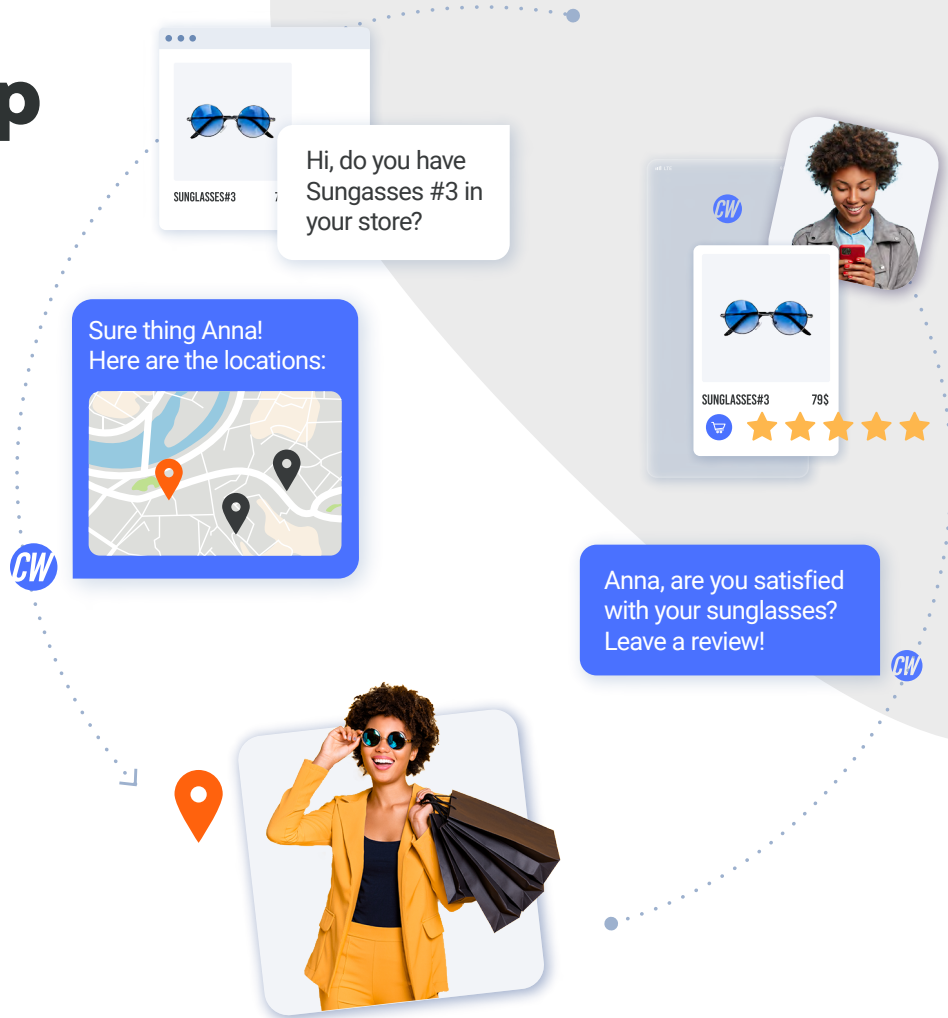 p
SUNGLASSES#3
7
Hi, do you have
Sungasses #3 in
your store?
CW
SUNGLASSES#3 79$
Sure thing Anna!
Here are the locations:
CW
Anna, are you satisfied
with your sunglasses?
Leave a review!
CW